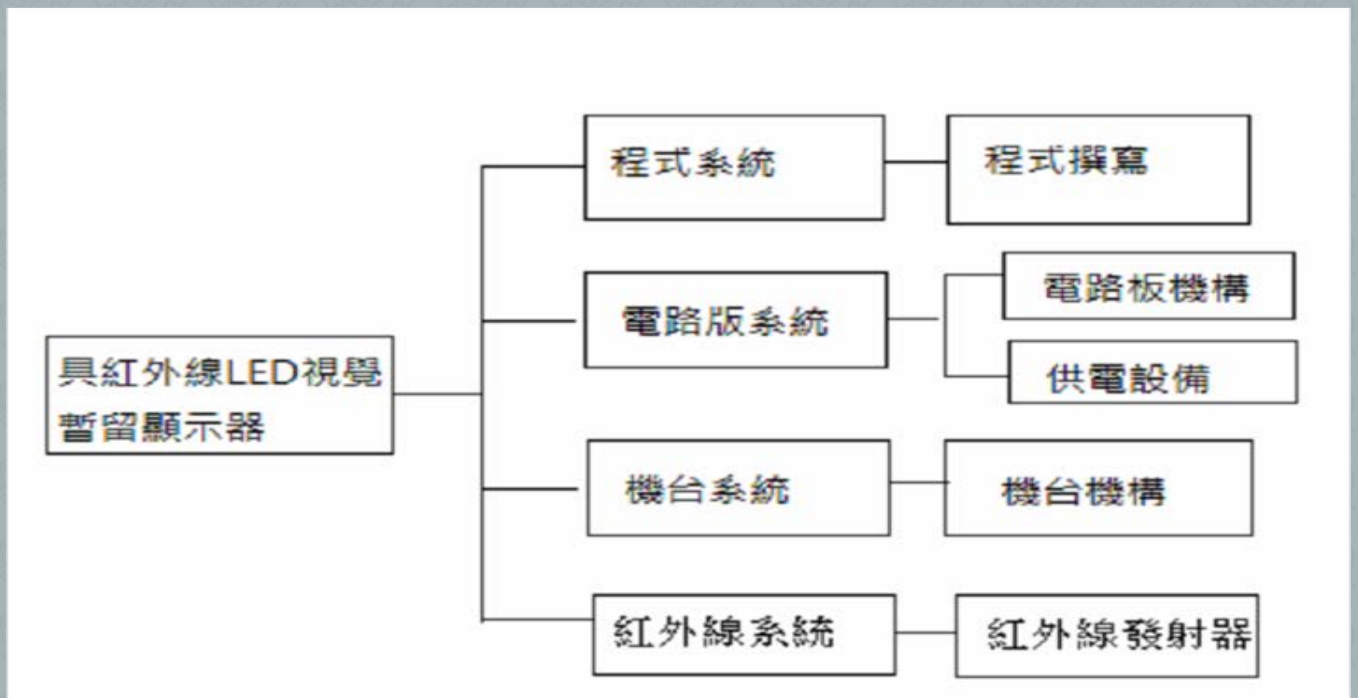 程式系統
程式撰寫
電路板機構
電路版系統
供電設備
具紅外線LED視覺
暫留顯示器
機台系統
機台機構
紅外線系統
紅外線發射器